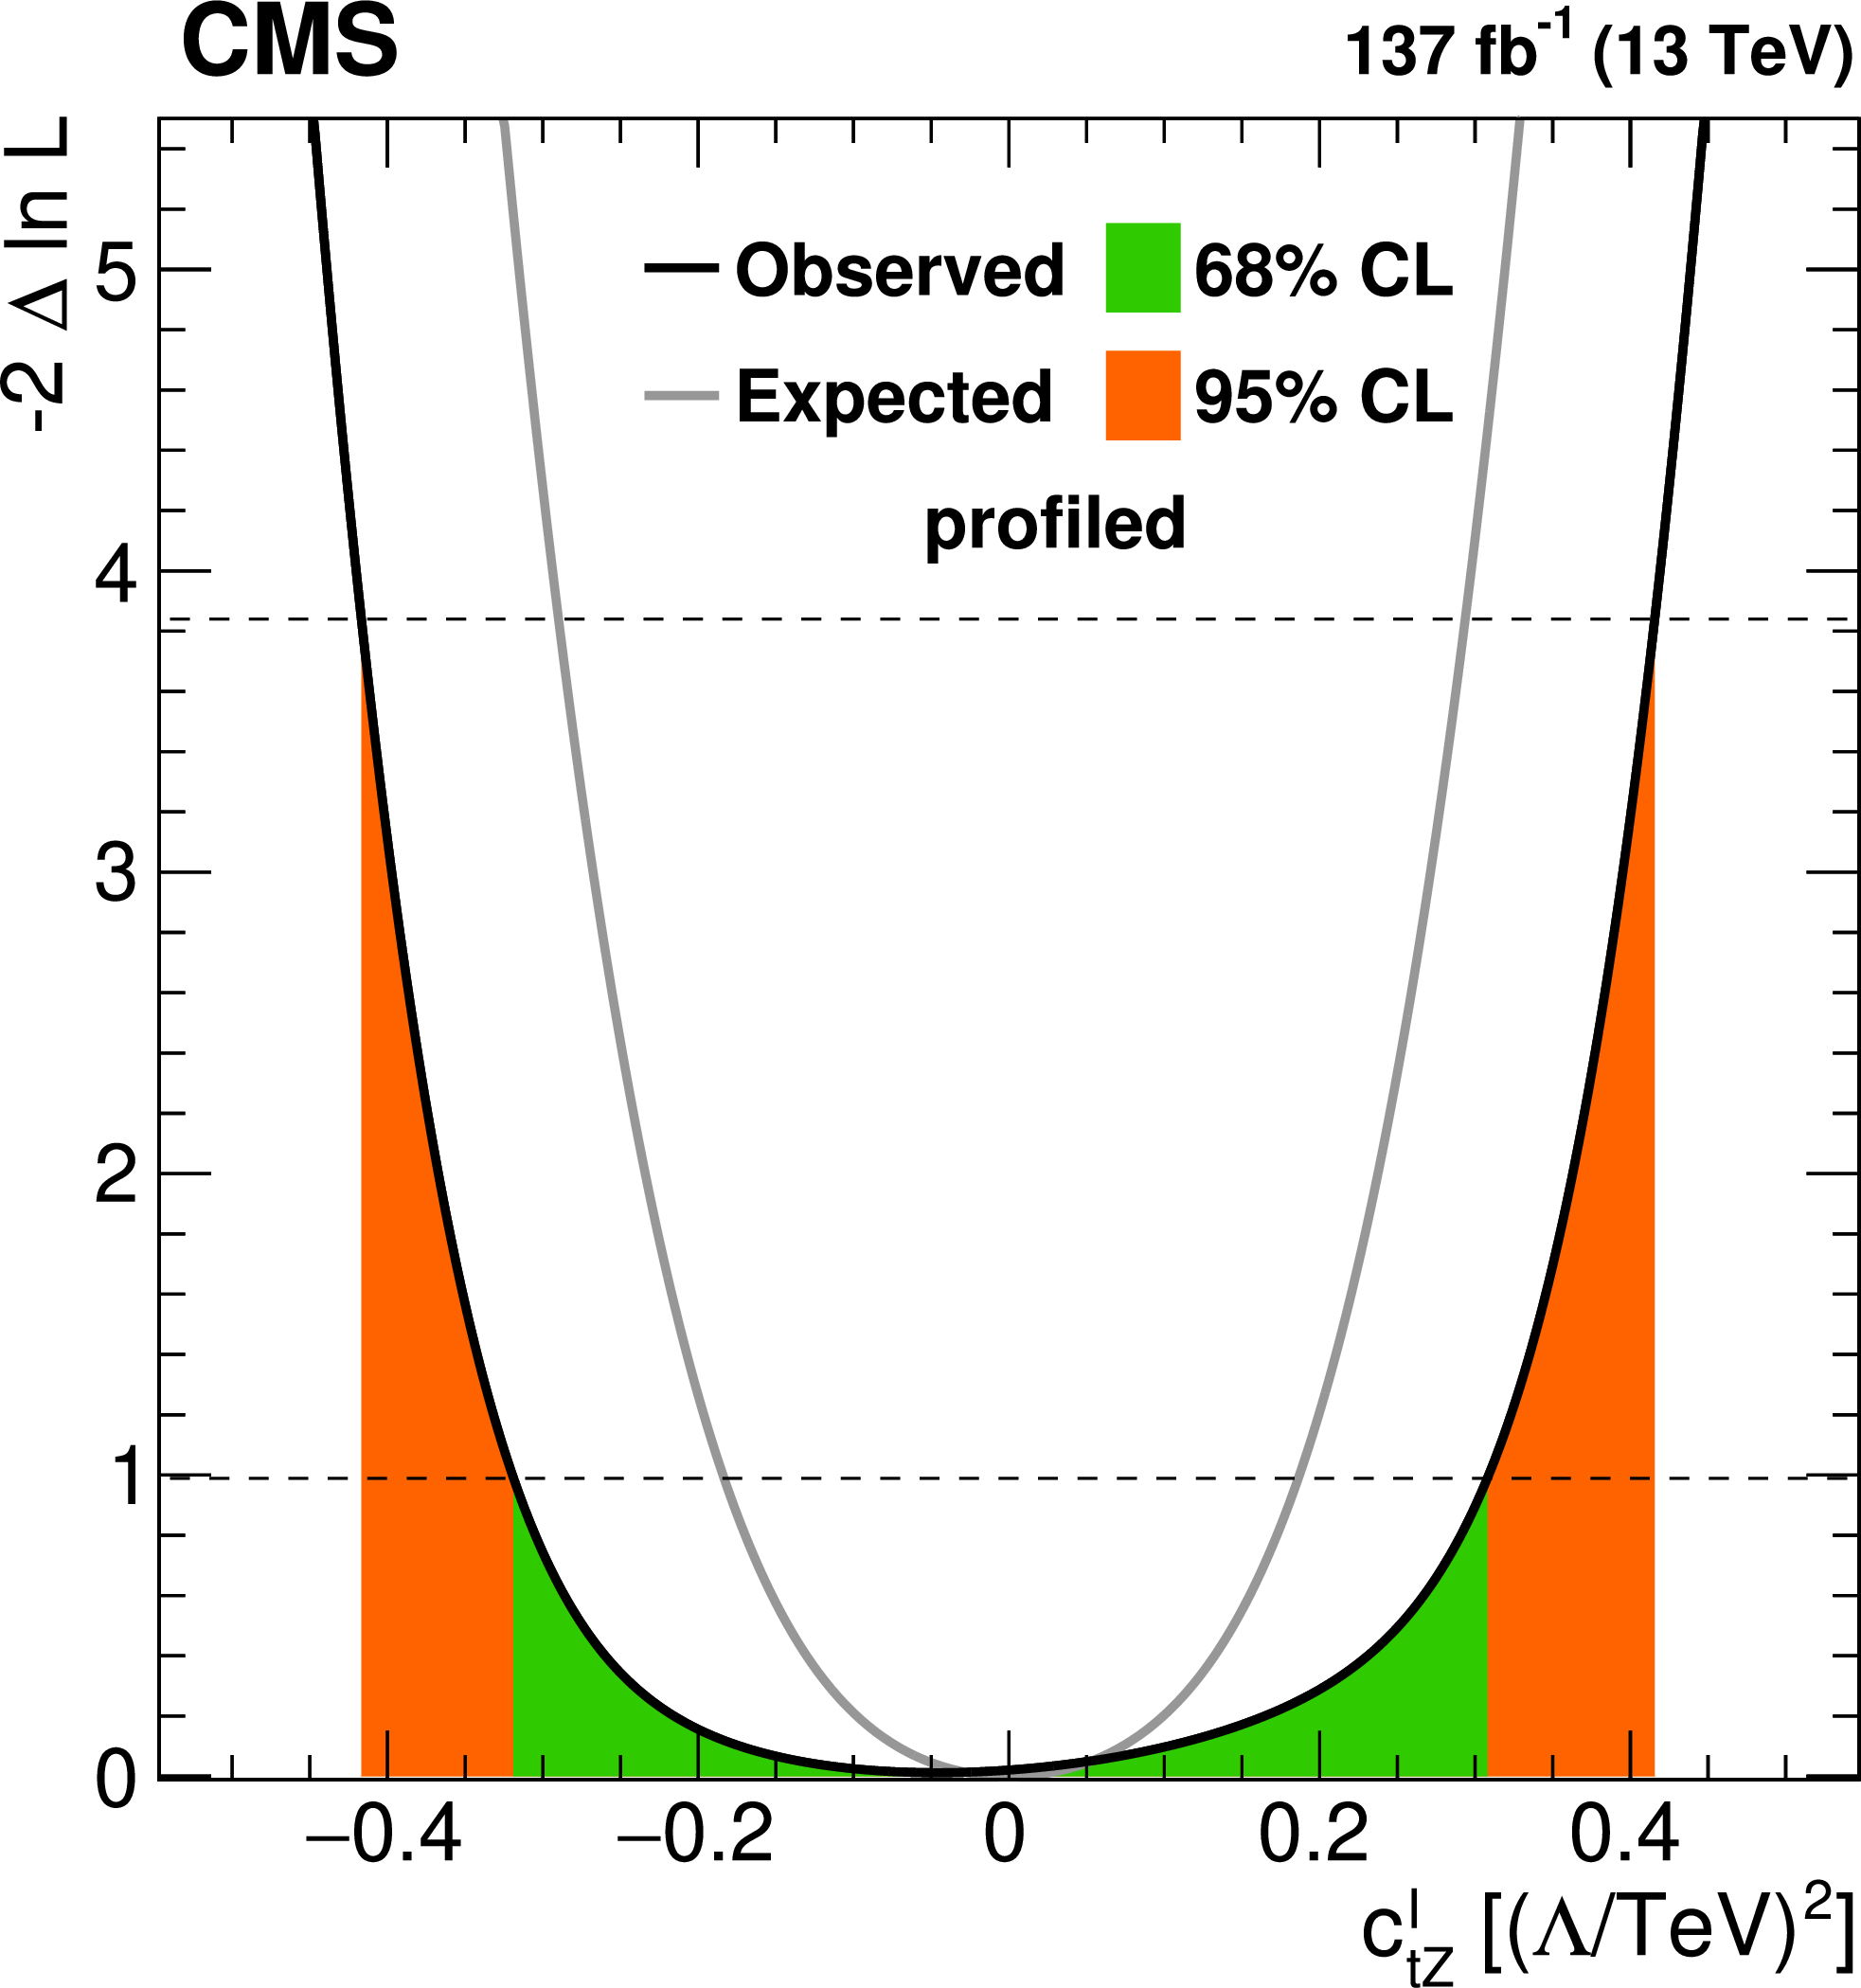 CMS
137 fb⁻¹ (13 TeV)
-2 Δ ln L
Observed 68% CL
Expected 95% CL
profiled
5
4
3
2
1
0
−0.4 −0.2 0 0.2 0.4
c_tZ^I [(Λ/TeV)²]